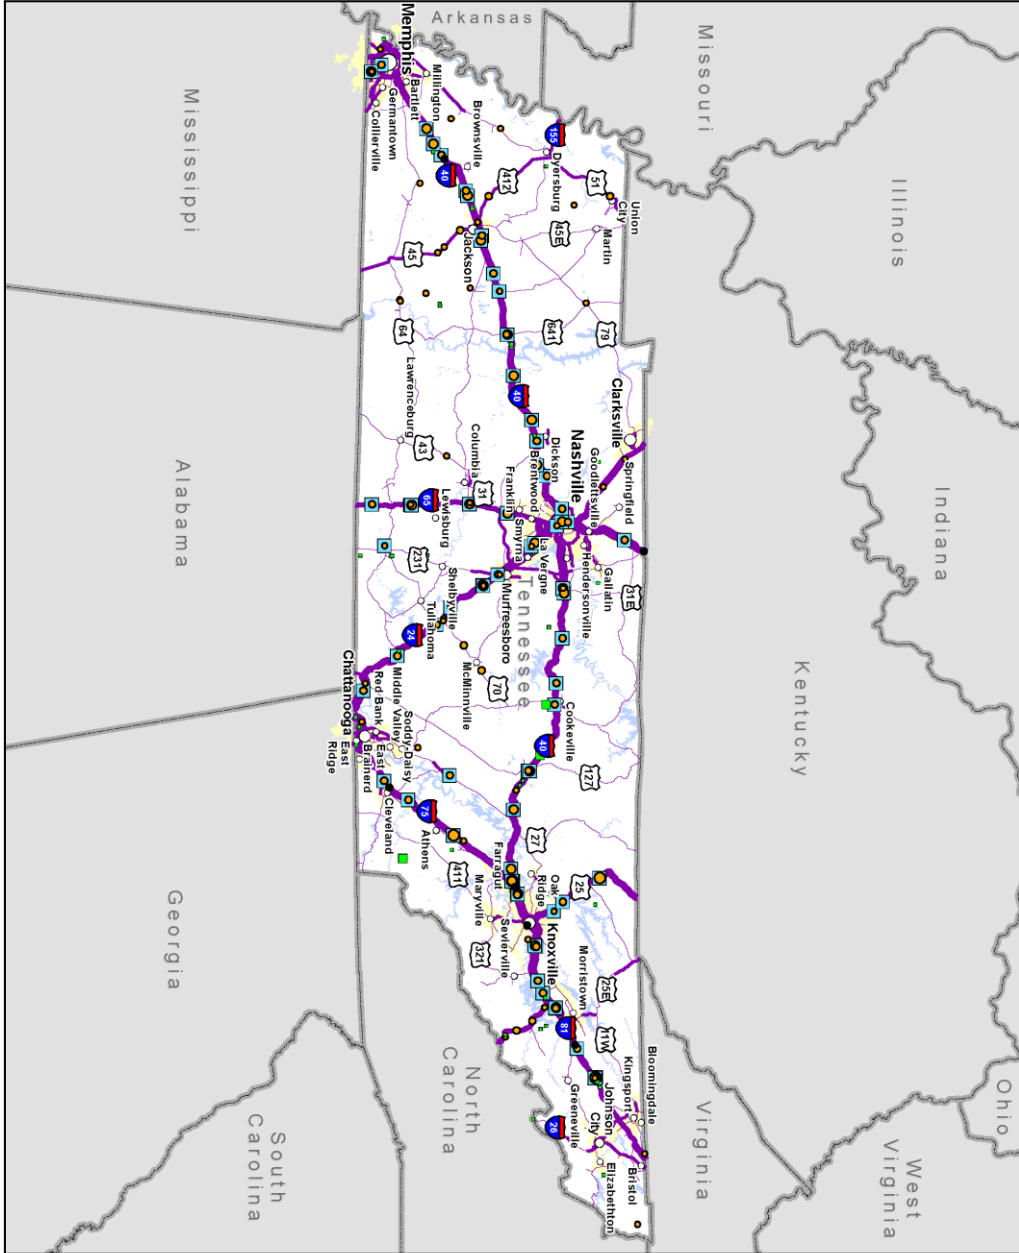 Arkansas
Missouri
Illinois
Indiana
Ohio
West
Virginia
Virginia
Kentucky
Tennessee
Mississippi
Alabama
Georgia
South
Carolina
North
Carolina
Memphis
Millington
Bartlett
Germantown
Collierville
Brownsville
155
Dyersburg
51
Union
City
Martin
412
40
Jackson
45E
45
64
641
79
Lawrenceburg
40
Clarksville
Springfield
Goodlettsville
Nashville
Dickson
Brentwood
Franklin
Columbia
43
31
65
Lewisburg
Smyrna
La Vergne
Hendersonville
Gallatin
31E
231
Shelbyville
Murfreesboro
Tullahoma
24
McMinnville
70
Cookeville
40
127
Middle
Valley
Red Bank
Chattanooga
Soddy-Daisy
East
Brainerd
East
Ridge
Cleveland
75
Athens
411
27
Farragut
Oak
Ridge
25
Maryville
Knoxville
Sevierville
321
Morristown
25E
81
11W
Greeneville
Bloomingdale
Kingsport
Johnson
City
26
Elizabethton
Bristol